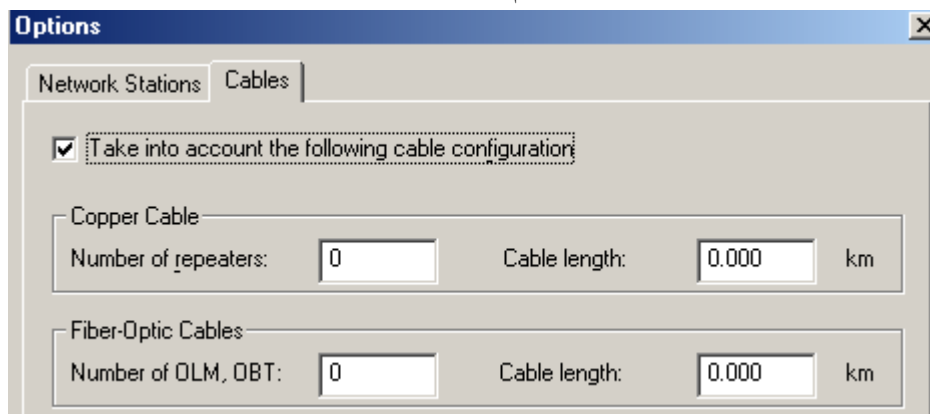 Options
Network Stations Cables
Take into account the following cable configuration
Copper Cable
Number of repeaters: 0 Cable length: 0.000 km
Fiber-Optic Cables
Number of OLM, OBT: 0 Cable length: 0.000 km